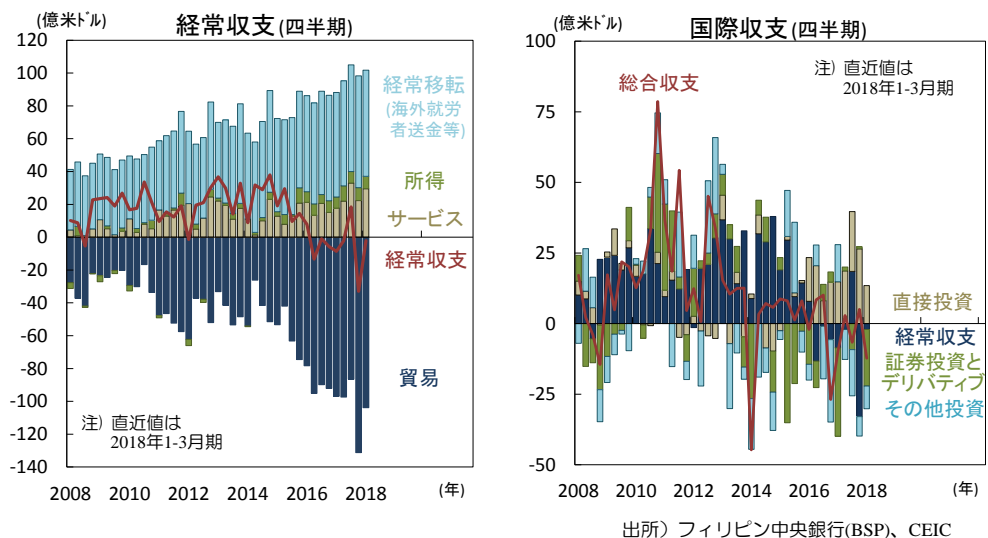 経常収支(四半期)
(億米ドル)
120
100
80
60
40
20
0
-20
-40
-60
-80
-100
-120
-140
経常移転
(海外就労
者送金等)
所得
サービス
経常収支
貿易
注) 直近値は
2018年1-3月期
2008
2010
2012
2014
2016
2018
(年)
国際収支(四半期)
(億米ドル)
100
75
50
25
0
-25
-50
総合収支
注) 直近値は
2018年1-3月期
直接投資
経常収支
証券投資と
デリバティブ
その他投資
2008
2010
2012
2014
2016
2018
(年)
出所）フィリピン中央銀行(BSP)、CEIC